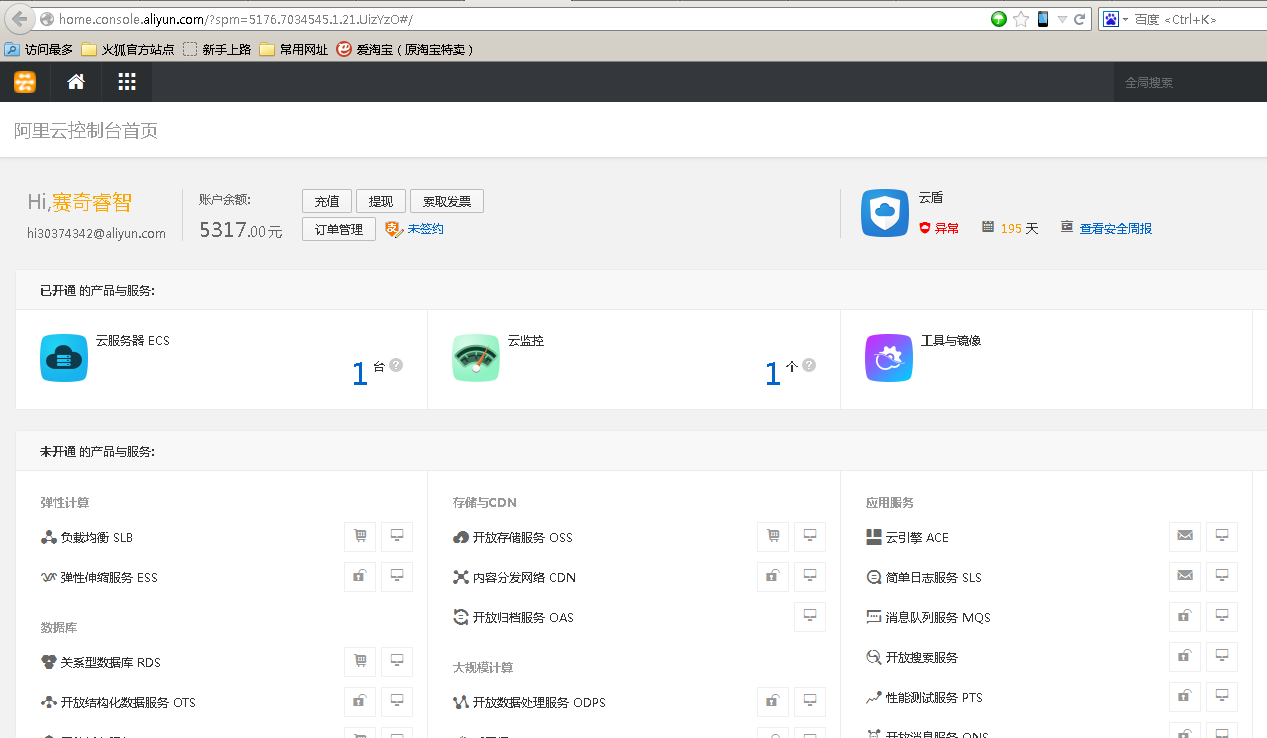 home.console.aliyun.com/?spm=5176.7034545.1.21.UizYzO#/
百度 <Ctrl+K>
访问最多 火狐官方站点 新手上路 常用网址 爱淘宝（原淘宝特卖）
全局搜索
阿里云控制台首页
Hi,赛奇睿智
hi30374342@aliyun.com
账户余额:
5317.00元
充值 提现 索取发票
订单管理 未签约
云盾
异常 195 天 查看安全周报
已开通 的产品与服务:
云服务器 ECS
1 台 ?
云监控
1 个 ?
工具与镜像
未开通 的产品与服务:
弹性计算
负载均衡 SLB
弹性伸缩服务 ESS
数据库
关系型数据库 RDS
开放结构化数据服务 OTS
存储与CDN
开放存储服务 OSS
内容分发网络 CDN
开放归档服务 OAS
大规模计算
开放数据处理服务 ODPS
应用服务
云引擎 ACE
简单日志服务 SLS
消息队列服务 MQS
开放搜索服务
性能测试服务 PTS
开放消息服务 ONS